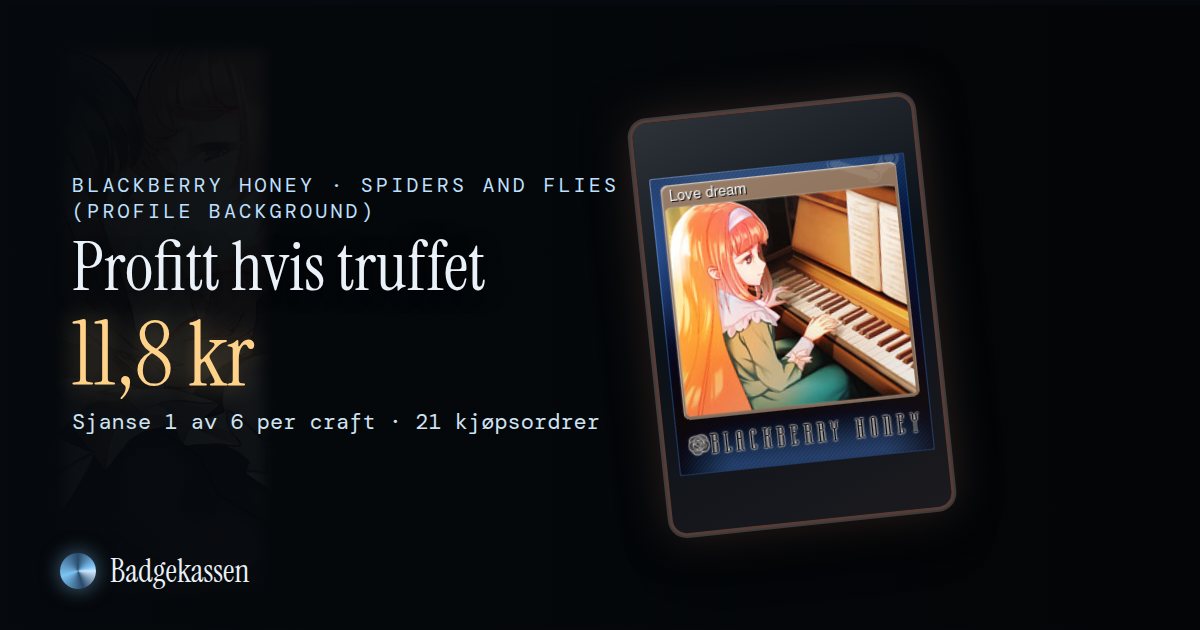 BLACKBERRY HONEY · SPIDERS AND FLIES
(PROFILE BACKGROUND)
Profitt hvis truffet
11,8 kr
Sjanse 1 av 6 per craft · 21 kjøpsordrer
Badgekassen
Love dream
BLACKBERRY HONEY